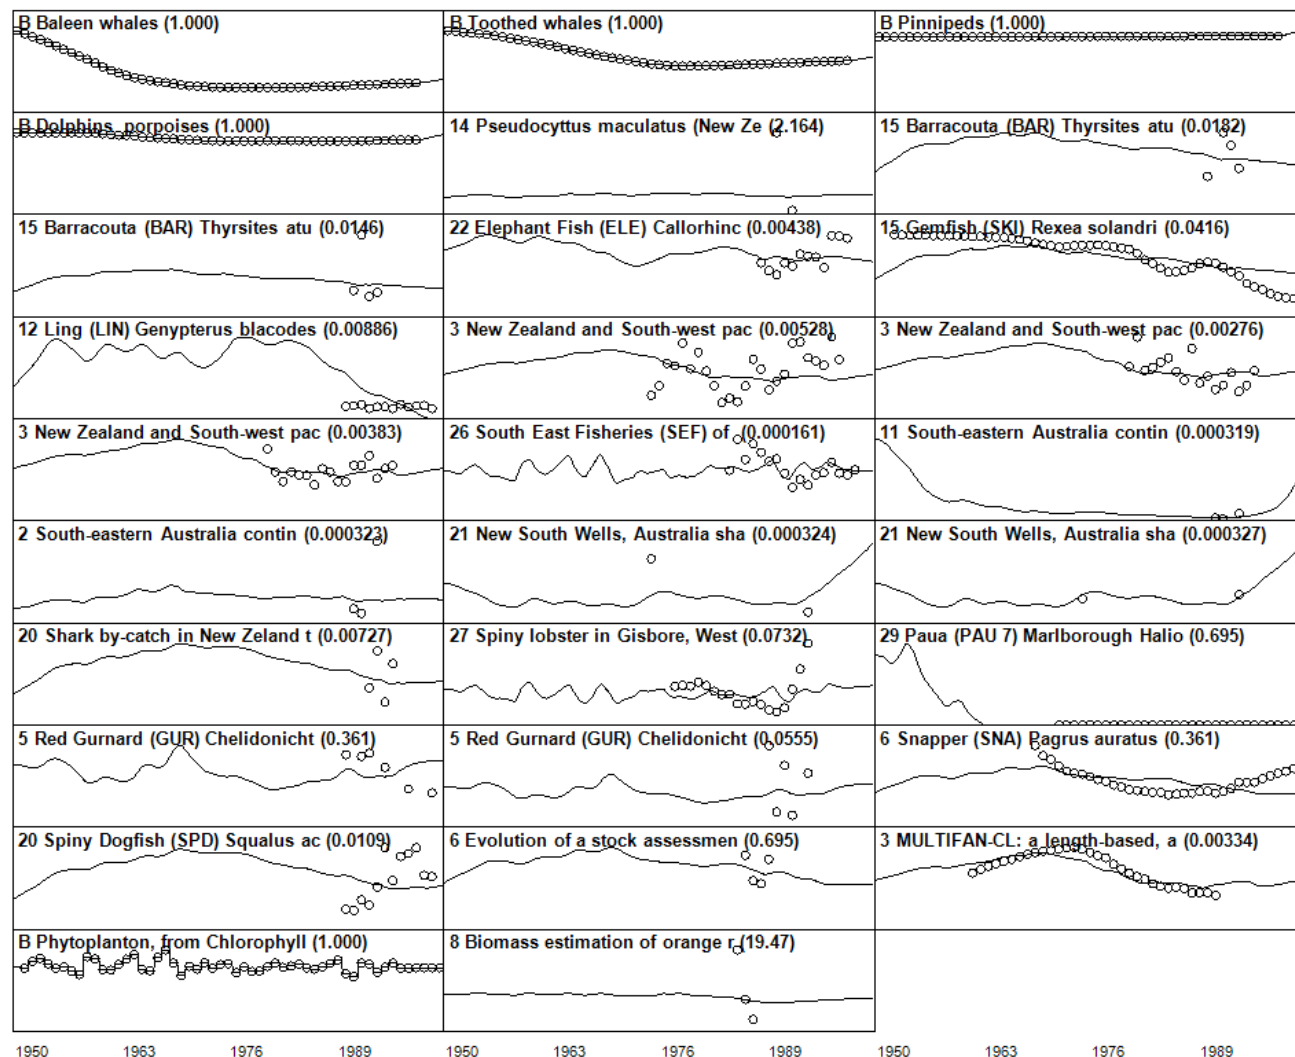 B Baleen whales (1.000)
B Toothed whales (1.000)
B Pinnipeds (1.000)
B Dolphins porpoises (1.000)
14 Pseudocyttus maculatus (New Ze (2.164)
15 Barracouta (BAR) Thyrsites atu (0.0182)
15 Barracouta (BAR) Thyrsites atu (0.0146)
22 Elephant Fish (ELE) Callorhinc (0.00438)
15 Gemfish (SKI) Rexea solandri (0.0416)
12 Ling (LIN) Genypterus blacodes (0.00886)
3 New Zealand and South-west pac (0.00528)
3 New Zealand and South-west pac (0.00276)
3 New Zealand and South-west pac (0.00383)
26 South East Fisheries (SEF) of (0.000161)
11 South-eastern Australia contin (0.000319)
2 South-eastern Australia contin (0.000323)
21 New South Wells, Australia sha (0.000324)
21 New South Wells, Australia sha (0.000327)
20 Shark by-catch in New Zeland t (0.00727)
27 Spiny lobster in Gisbore, West (0.0732)
29 Paua (PAU 7) Marlborough Halio (0.695)
5 Red Gurnard (GUR) Chelidonicht (0.361)
5 Red Gurnard (GUR) Chelidonicht (0.0555)
6 Snapper (SNA) Pagrus auratus (0.361)
20 Spiny Dogfish (SPD) Squalus ac (0.0109)
6 Evolution of a stock assessmen (0.695)
3 MULTIFAN-CL: a length-based, a (0.00334)
B Phytoplanton, from Chlorophyll (1.000)
8 Biomass estimation of orange r (19.47)
1950 1963 1976 1989 1950 1963 1976 1989 1950 1963 1976 1989